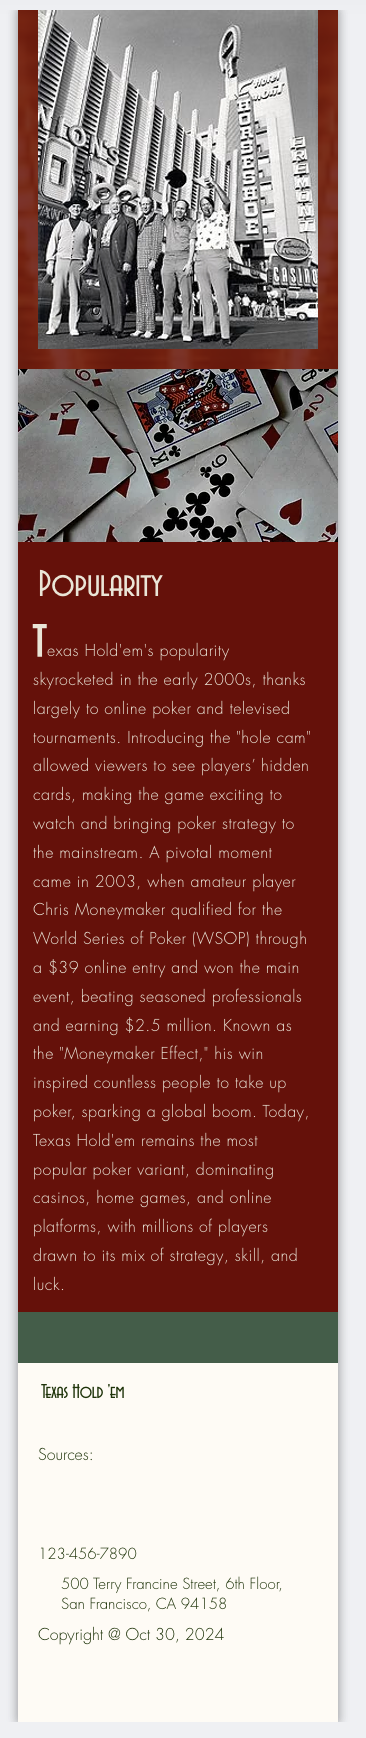 NION'S
HOTEL
FREMONT
HORSESHOE
FREMONT
CASINO
4
K
9
Popularity
Texas Hold'em's popularity
skyrocketed in the early 2000s, thanks
largely to online poker and televised
tournaments. Introducing the "hole cam"
allowed viewers to see players' hidden
cards, making the game exciting to
watch and bringing poker strategy to
the mainstream. A pivotal moment
came in 2003, when amateur player
Chris Moneymaker qualified for the
World Series of Poker (WSOP) through
a $39 online entry and won the main
event, beating seasoned professionals
and earning $2.5 million. Known as
the "Moneymaker Effect," his win
inspired countless people to take up
poker, sparking a global boom. Today,
Texas Hold'em remains the most
popular poker variant, dominating
casinos, home games, and online
platforms, with millions of players
drawn to its mix of strategy, skill, and
luck.
Texas Hold 'em
Sources:
123-456-7890
500 Terry Francine Street, 6th Floor,
San Francisco, CA 94158
Copyright @ Oct 30, 2024